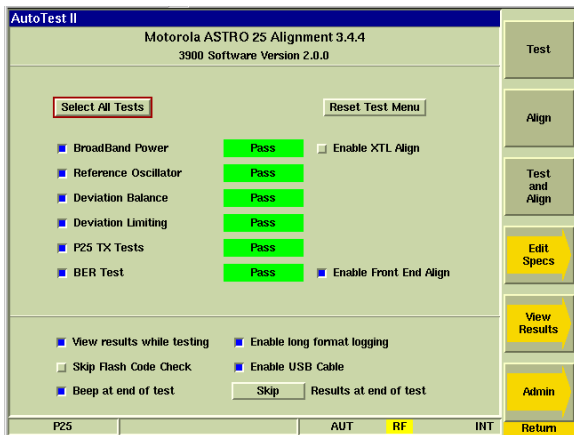 AutoTest II
Motorola ASTRO 25 Alignment 3.4.4
3900 Software Version 2.0.0
Select All Tests
Reset Test Menu
BroadBand Power Pass Enable XTL Align
Reference Oscillator Pass
Deviation Balance Pass
Deviation Limiting Pass
P25 TX Tests Pass
BER Test Pass Enable Front End Align
View results while testing Enable long format logging
Skip Flash Code Check Enable USB Cable
Beep at end of test Skip Results at end of test
P25 AUT RF INT
Test
Align
Test
and
Align
Edit
Specs
View
Results
Admin
Return